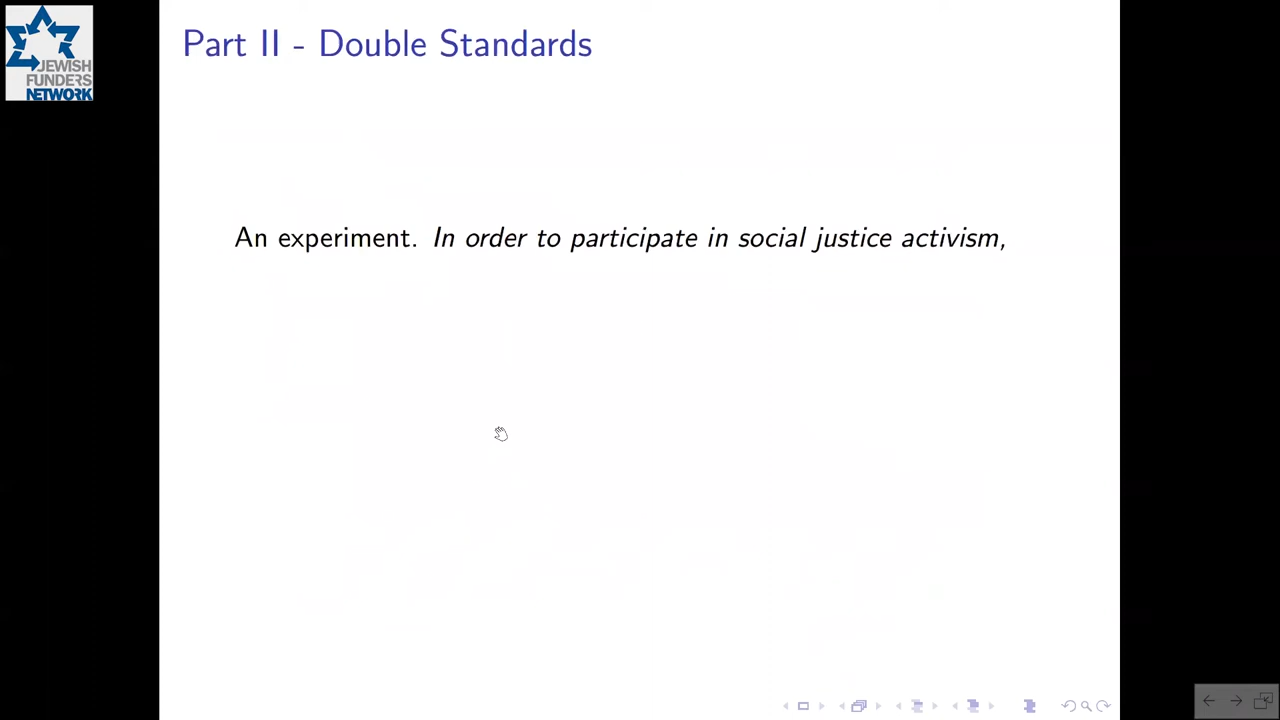 Part II - Double Standards
JEWISH
FUNDERS
NETWORK
An experiment. In order to participate in social justice activism,